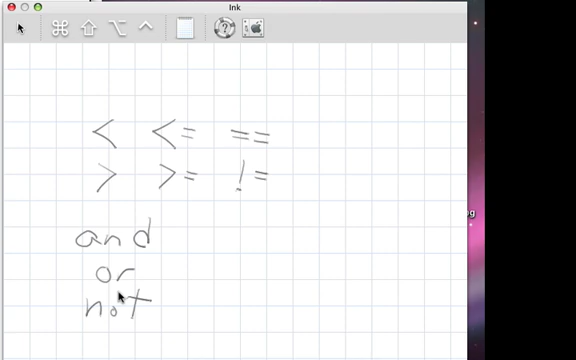 Ink
< <= ==
> >= !=
and
or
not